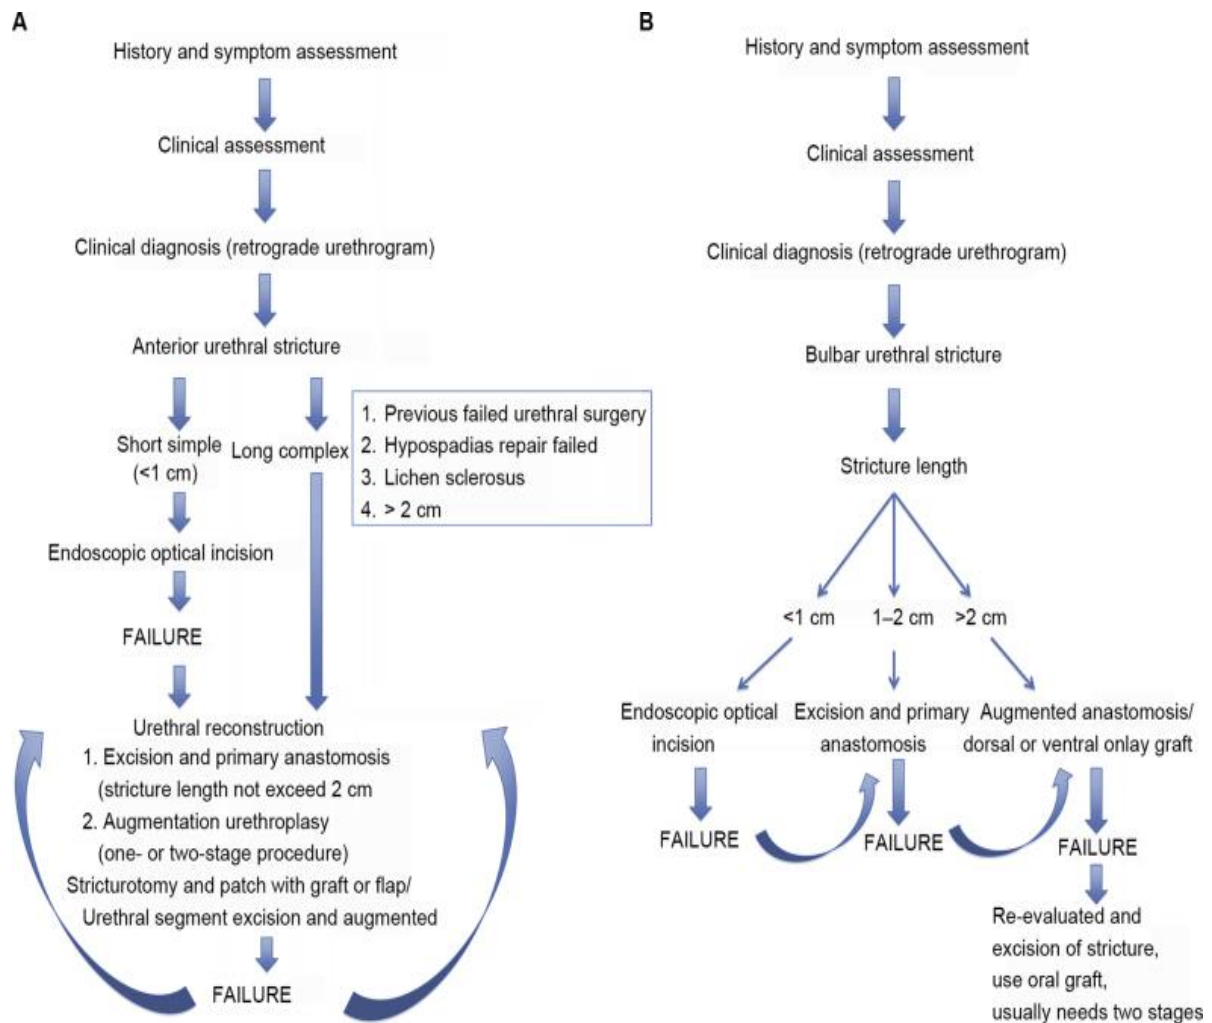 A
History and symptom assessment
Clinical assessment
Clinical diagnosis (retrograde urethrogram)
Anterior urethral stricture
Short simple
(<1 cm)
Long complex
1. Previous failed urethral surgery
2. Hypospadias repair failed
3. Lichen sclerosus
4. > 2 cm
Endoscopic optical incision
FAILURE
Urethral reconstruction
1. Excision and primary anastomosis
(stricture length not exceed 2 cm
2. Augmentation urethroplasy
(one- or two-stage procedure)
Stricturotomy and patch with graft or flap/
Urethral segment excision and augmented
FAILURE
B
History and symptom assessment
Clinical assessment
Clinical diagnosis (retrograde urethrogram)
Bulbar urethral stricture
Stricture length
<1 cm
1–2 cm
>2 cm
Endoscopic optical
incision
Excision and primary
anastomosis
Augmented anastomosis/
dorsal or ventral onlay graft
FAILURE
FAILURE
FAILURE
Re-evaluated and
excision of stricture,
use oral graft,
usually needs two stages